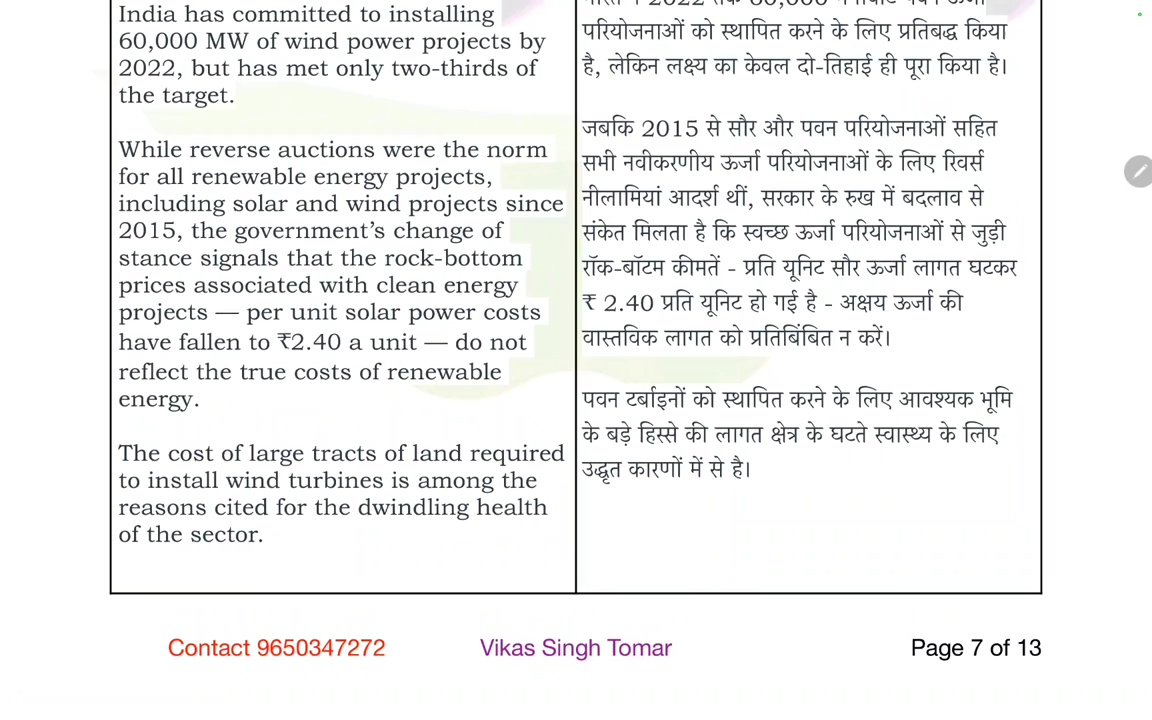 India has committed to installing
60,000 MW of wind power projects by
2022, but has met only two-thirds of
the target.
While reverse auctions were the norm
for all renewable energy projects,
including solar and wind projects since
2015, the government’s change of
stance signals that the rock-bottom
prices associated with clean energy
projects — per unit solar power costs
have fallen to ₹2.40 a unit — do not
reflect the true costs of renewable
energy.
The cost of large tracts of land required
to install wind turbines is among the
reasons cited for the dwindling health
of the sector.
परियोजनाओं को स्थापित करने के लिए प्रतिबद्ध किया
है, लेकिन लक्ष्य का केवल दो-तिहाई ही पूरा किया है।
जबकि 2015 से सौर और पवन परियोजनाओं सहित
सभी नवीकरणीय ऊर्जा परियोजनाओं के लिए रिवर्स
नीलामियां आदर्श थीं, सरकार के रुख में बदलाव से
संकेत मिलता है कि स्वच्छ ऊर्जा परियोजनाओं से जुड़ी
रॉक-बॉटम कीमतें - प्रति यूनिट सौर ऊर्जा लागत घटकर
₹ 2.40 प्रति यूनिट हो गई है - अक्षय ऊर्जा की
वास्तविक लागत को प्रतिबिंबित न करें।
पवन टर्बाइनों को स्थापित करने के लिए आवश्यक भूमि
के बड़े हिस्से की लागत क्षेत्र के घटते स्वास्थ्य के लिए
उद्धृत कारणों में से है।
Contact 9650347272
Vikas Singh Tomar
Page 7 of 13